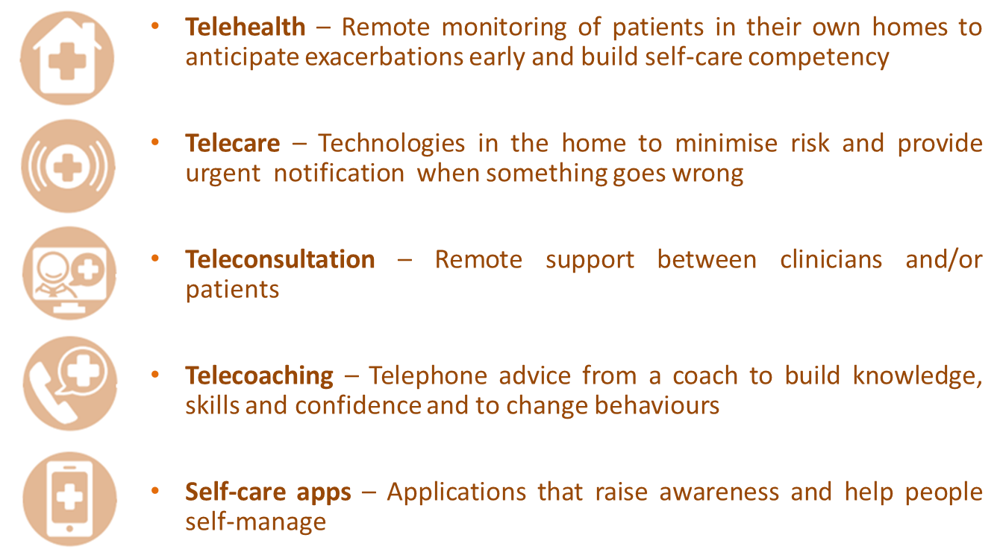 • Telehealth – Remote monitoring of patients in their own homes to
anticipate exacerbations early and build self-care competency
• Telecare – Technologies in the home to minimise risk and provide
urgent notification when something goes wrong
• Teleconsultation – Remote support between clinicians and/or
patients
• Telecoaching – Telephone advice from a coach to build knowledge,
skills and confidence and to change behaviours
• Self-care apps – Applications that raise awareness and help people
self-manage